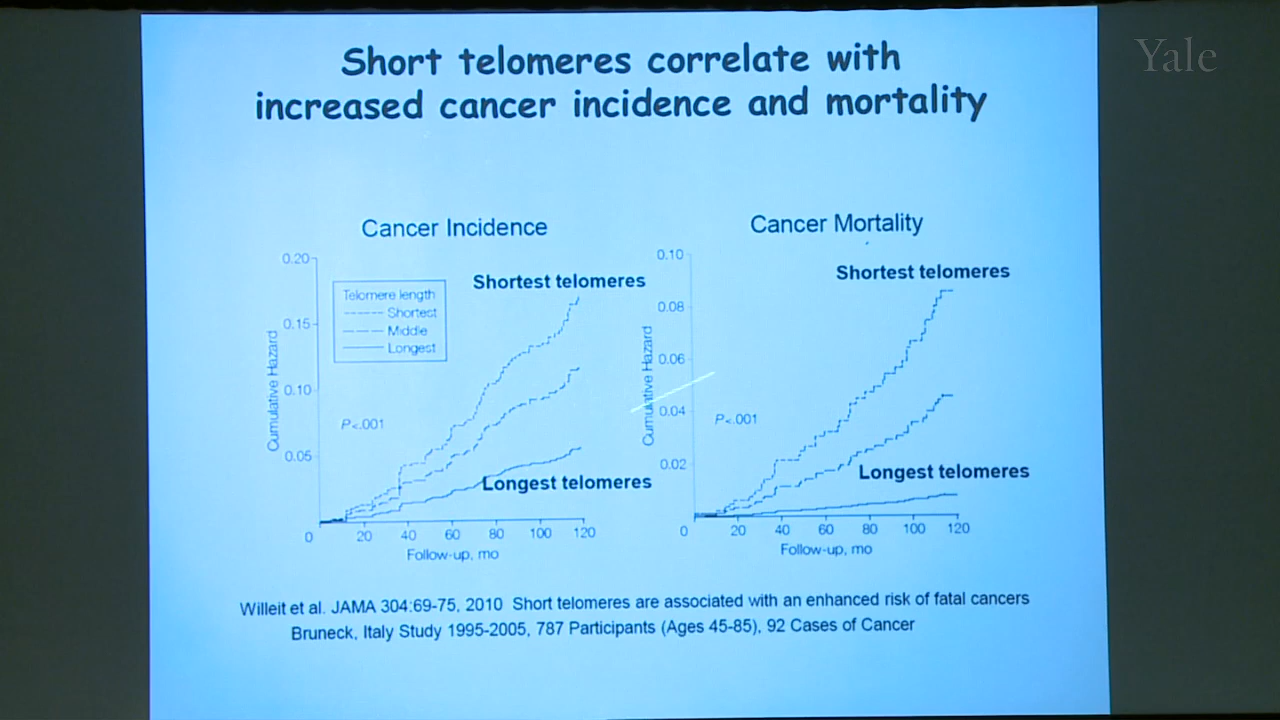 Short telomeres correlate with
increased cancer incidence and mortality
Yale
Cancer Incidence
0.20
0.15
0.10
0.05
Cumulative Hazard
Telomere length
Shortest
Middle
Longest
P<.001
Shortest telomeres
Longest telomeres
0
20
40
60
80
100
120
Follow-up, mo
Cancer Mortality
0.10
0.08
0.06
0.04
0.02
Cumulative Hazard
P<.001
Shortest telomeres
Longest telomeres
0
20
40
60
80
100
120
Follow-up, mo
Willeit et al. JAMA 304:69-75, 2010 Short telomeres are associated with an enhanced risk of fatal cancers
Bruneck, Italy Study 1995-2005, 787 Participants (Ages 45-85), 92 Cases of Cancer